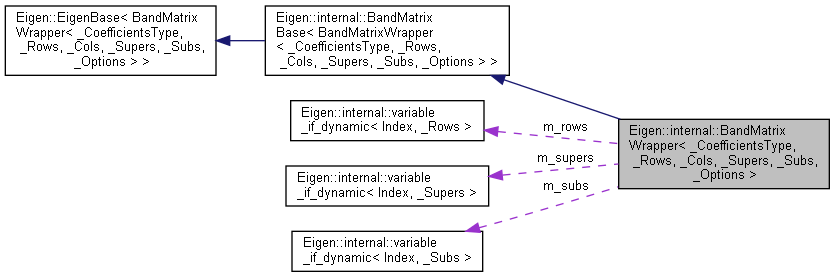 Eigen::EigenBase< BandMatrix
Wrapper< _CoefficientsType,
_Rows, _Cols, _Supers, _Subs,
_Options > >
Eigen::internal::BandMatrix
Base< BandMatrixWrapper
< _CoefficientsType, _Rows,
_Cols, _Supers, _Subs, _Options > >
Eigen::internal::variable
_if_dynamic< Index, _Rows >
m_rows
Eigen::internal::BandMatrix
Wrapper< _CoefficientsType,
_Rows, _Cols, _Supers, _Subs,
_Options >
m_supers
Eigen::internal::variable
_if_dynamic< Index, _Supers >
m_subs
Eigen::internal::variable
_if_dynamic< Index, _Subs >